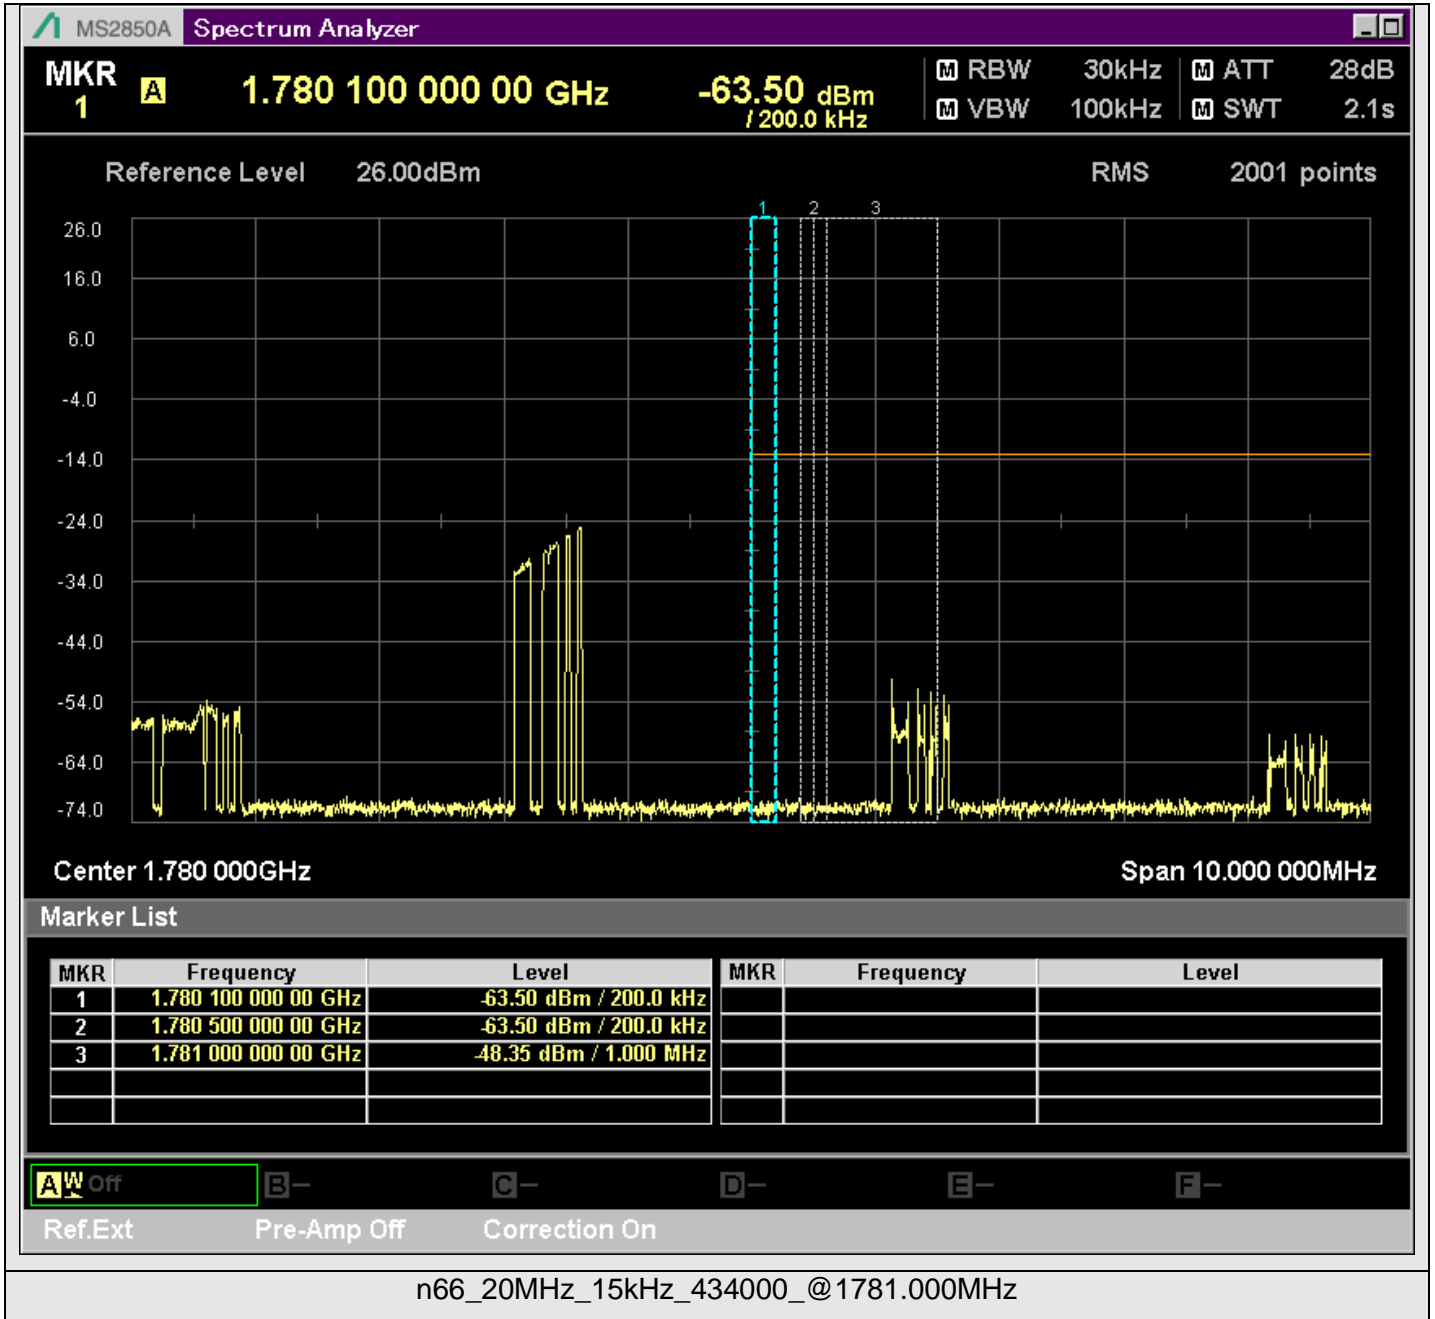 MS2850A Spectrum Analyzer
MKR 1 A 1.780 100 000 00 GHz -63.50 dBm / 200.0 kHz
M RBW 30kHz M ATT 28dB
M VBW 100kHz M SWT 2.1s
Reference Level 26.00dBm RMS 2001 points
1 2 3
26.0
16.0
6.0
-4.0
-14.0
-24.0
-34.0
-44.0
-54.0
-64.0
-74.0
Center 1.780 000GHz Span 10.000 000MHz
Marker List
MKR Frequency Level MKR Frequency Level
1 1.780 100 000 00 GHz -63.50 dBm / 200.0 kHz
2 1.780 500 000 00 GHz -63.50 dBm / 200.0 kHz
3 1.781 000 000 00 GHz -48.35 dBm / 1.000 MHz
A W Off B- C- D- E- F-
Ref.Ext Pre-Amp Off Correction On
n66_20MHz_15kHz_434000_@1781.000MHz